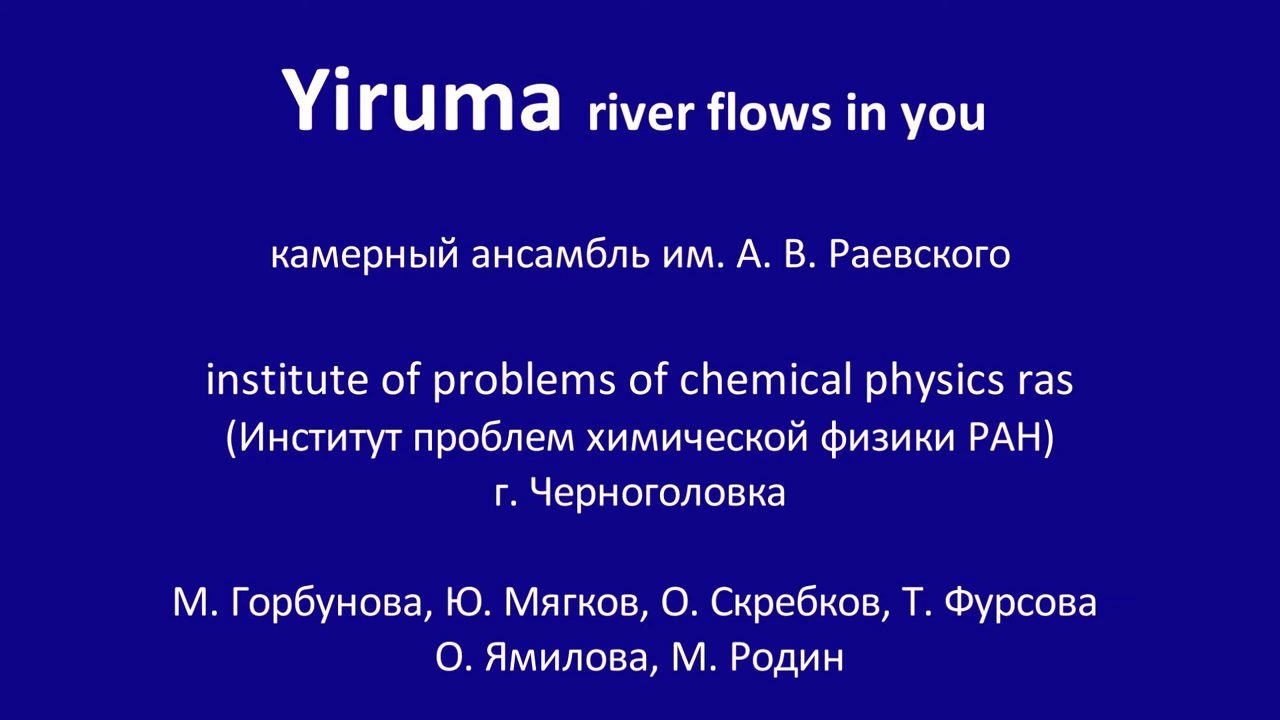 Yiruma river flows in you
камерный ансамбль им. А. В. Раевского
institute of problems of chemical physics ras
(Институт проблем химической физики РАН)
г. Черноголовка
М. Горбунова, Ю. Мягков, О. Скребков, Т. Фурсова
О. Ямилова, М. Родин